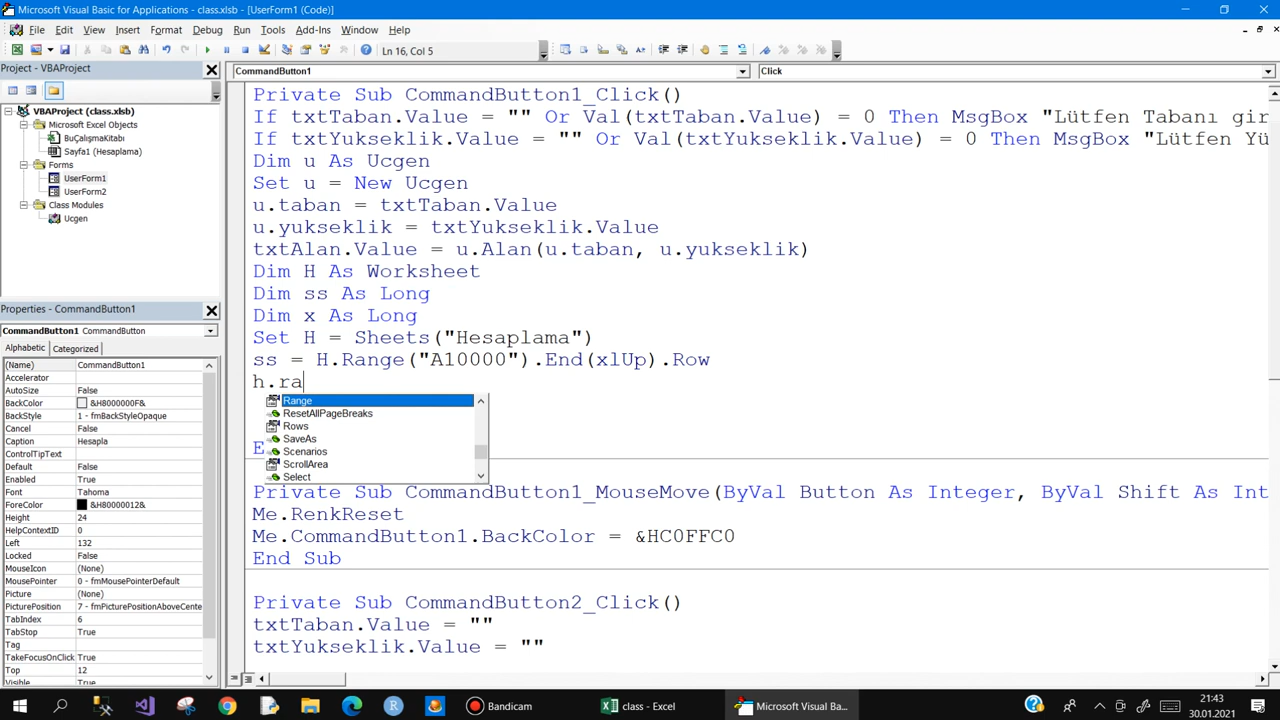 Microsoft Visual Basic for Applications - class.xlsb - [UserForm1 (Code)]
File Edit View Insert Format Debug Run Tools Add-Ins Window Help
Ln 16, Col 5
Project - VBAProject
VBAProject (class.xlsb)
Microsoft Excel Objects
BuÇalışmaKitabı
Sayfa1 (Hesaplama)
Forms
UserForm1
UserForm2
Class Modules
Ucgen
Properties - CommandButton1
CommandButton1 CommandButton
Alphabetic Categorized
(Name) CommandButton1
Accelerator
AutoSize False
BackColor &H8000000F&
BackStyle 1 - fmBackStyleOpaque
Cancel False
Caption Hesapla
ControlTipText
Default False
Enabled True
Font Tahoma
ForeColor &H80000012&
Height 24
HelpContextID 0
Left 132
Locked False
MouseIcon (None)
MousePointer 0 - fmMousePointerDefault
Picture (None)
PicturePosition 7 - fmPicturePositionAboveCente
TabIndex 6
TabStop True
Tag
TakeFocusOnClick True
Top 12
Visible True
CommandButton1 Click
Private Sub CommandButton1_Click()
If txtTaban.Value = "" Or Val(txtTaban.Value) = 0 Then MsgBox "Lütfen Tabanı gir
If txtYukseklik.Value = "" Or Val(txtYukseklik.Value) = 0 Then MsgBox "Lütfen Yü
Dim u As Ucgen
Set u = New Ucgen
u.taban = txtTaban.Value
u.yukseklik = txtYukseklik.Value
txtAlan.Value = u.Alan(u.taban, u.yukseklik)
Dim H As Worksheet
Dim ss As Long
Dim x As Long
Set H = Sheets("Hesaplama")
ss = H.Range("A10000").End(xlUp).Row
h.ra
Range
ResetAllPageBreaks
Rows
SaveAs
Scenarios
ScrollArea
Select
E
Private Sub CommandButton1_MouseMove(ByVal Button As Integer, ByVal Shift As Int
Me.RenkReset
Me.CommandButton1.BackColor = &HC0FFC0
End Sub
Private Sub CommandButton2_Click()
txtTaban.Value = ""
txtYukseklik.Value = ""
Bandicam
class - Excel
Microsoft Visual Ba...
21:43
30.01.2021